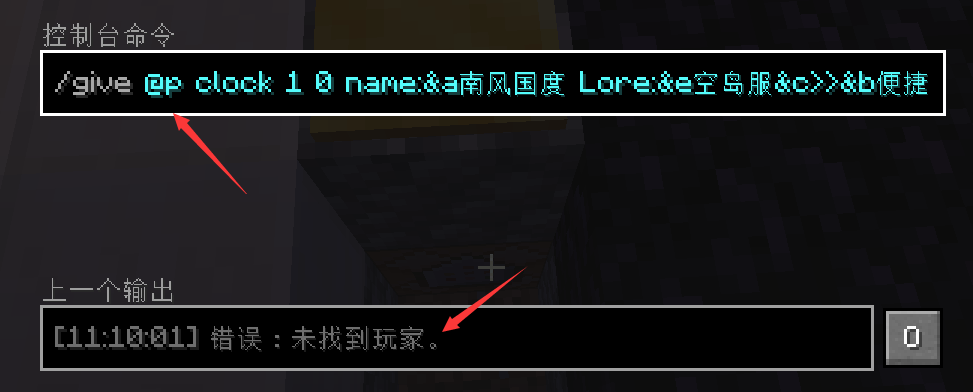 控制台命令
/give @p clock 1 0 name:&a南风国度 Lore:&e空岛服&c>>&b便捷
上一个输出
[11:10:01] 错误：未找到玩家。
O